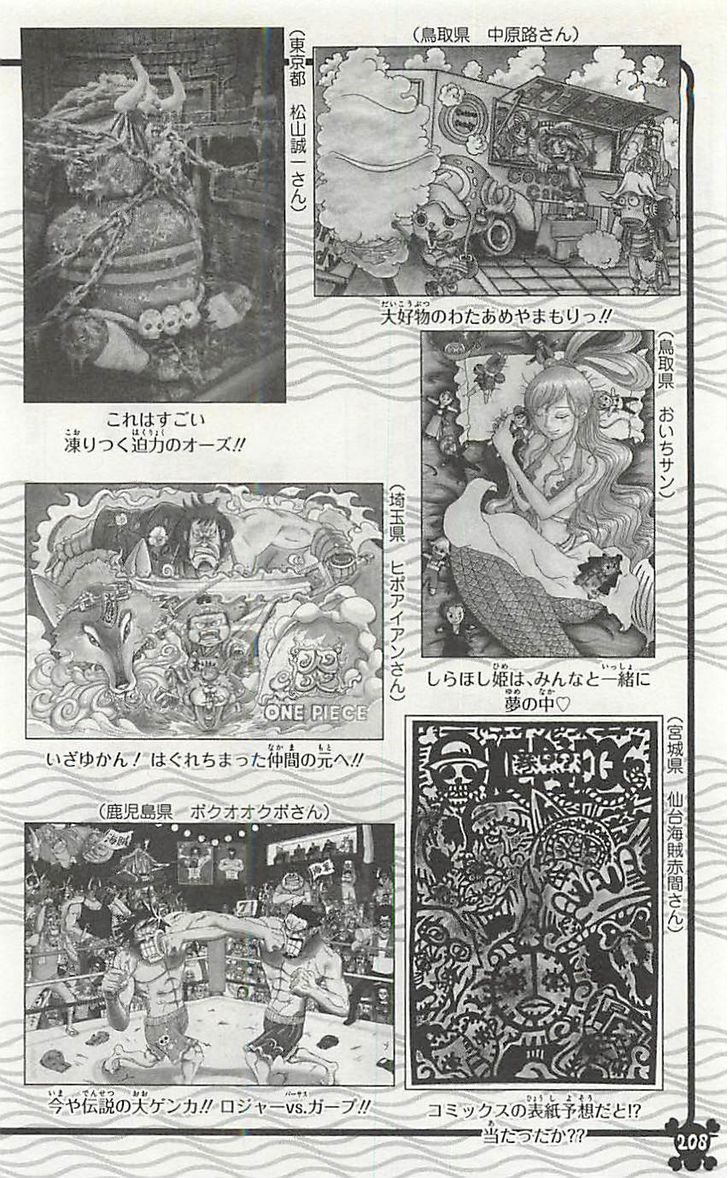 （鳥取県　中原路さん）
大好物のわたあめやまもりっ!!
（東京都　松山誠一さん）
これはすごい
凍りつく迫力のオーズ!!
（鳥取県　おいちサン）
しらほし姫は、みんなと一緒に
夢の中♡
（埼玉県　ヒポアイアンさん）
ONE PIECE
いざゆかん！ はぐれちまった仲間の元へ!!
（宮城県　仙台海賊赤間さん）
コミックスの表紙予想だと!?
当たったか??
（鹿児島県　ボクオオクボさん）
今や伝説の大ゲンカ!! ロジャーvs.ガープ!!
208